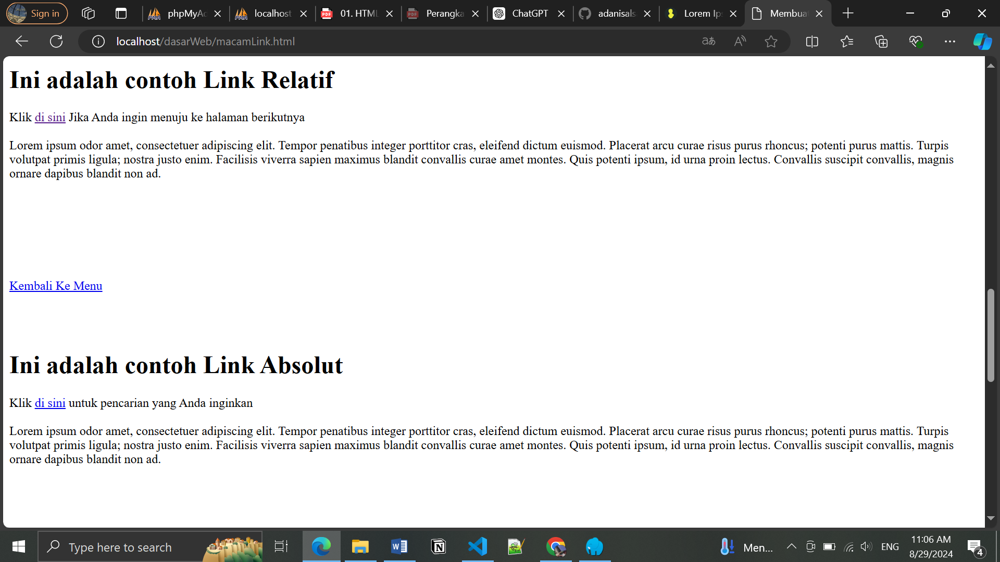 Sign in
phpMyAd
localhost
01. HTML
Perangka
ChatGPT
adanisals
Lorem Ips
Membuat
localhost/dasarWeb/macamLink.html
Ini adalah contoh Link Relatif
Klik di sini Jika Anda ingin menuju ke halaman berikutnya
Lorem ipsum odor amet, consectetuer adipiscing elit. Tempor penatibus integer porttitor cras, eleifend dictum euismod. Placerat arcu curae risus purus rhoncus; potenti purus mattis. Turpis
volutpat primis ligula; nostra justo enim. Facilisis viverra sapien maximus blandit convallis curae amet montes. Quis potenti ipsum, id urna proin lectus. Convallis suscipit convallis, magnis
ornare dapibus blandit non ad.
Kembali Ke Menu
Ini adalah contoh Link Absolut
Klik di sini untuk pencarian yang Anda inginkan
Lorem ipsum odor amet, consectetuer adipiscing elit. Tempor penatibus integer porttitor cras, eleifend dictum euismod. Placerat arcu curae risus purus rhoncus; potenti purus mattis. Turpis
volutpat primis ligula; nostra justo enim. Facilisis viverra sapien maximus blandit convallis curae amet montes. Quis potenti ipsum, id urna proin lectus. Convallis suscipit convallis, magnis
ornare dapibus blandit non ad.
Type here to search
Men...
ENG
11:06 AM
8/29/2024
4